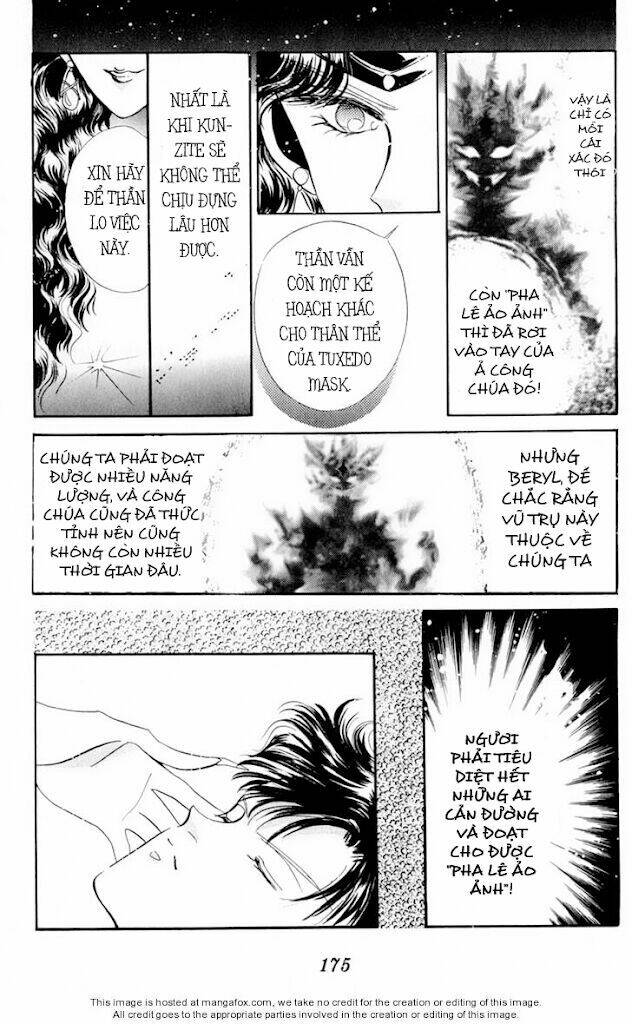 VẬY LÀ
CHỈ CÓ
MỖI
CÁI
XÁC ĐÓ
THÔI
CÒN "PHA
LÊ ẢO ẢNH"
THÌ ĐÃ RƠI
VÀO TAY CỦA
Ả CÔNG
CHÚA ĐÓ!
THẦN VẪN
CÒN MỘT KẾ
HOẠCH KHÁC
CHO THÂN THỂ
CỦA TUXEDO
MASK.
NHẤT LÀ
KHI KUN-
ZITE SẼ
KHÔNG THỂ
CHỊU ĐỰNG
LÂU HƠN
ĐƯỢC.
XIN HÃY
ĐỂ THẦN
LO VIỆC
NÀY.
NHƯNG
BERYL, ĐỂ
CHẮC RẰNG
VŨ TRỤ NÀY
THUỘC VỀ
CHÚNG TA
CHÚNG TA PHẢI ĐOẠT
ĐƯỢC NHIỀU NĂNG
LƯỢNG, VÀ CÔNG
CHÚA CŨNG ĐÃ THỨC
TỈNH NÊN CŨNG
KHÔNG CÒN NHIỀU
THỜI GIAN ĐÂU.
NGƯƠI
PHẢI TIÊU
DIỆT HẾT
NHỮNG AI
CẢN ĐƯỜNG
VÀ ĐOẠT
CHO ĐƯỢC
"PHA LÊ ẢO
ẢNH"!
175
This image is hosted at mangafox.com, we take no credit for the creation or editing of this image.
All credit goes to the appropriate parties involved in the creation or editing of this image.